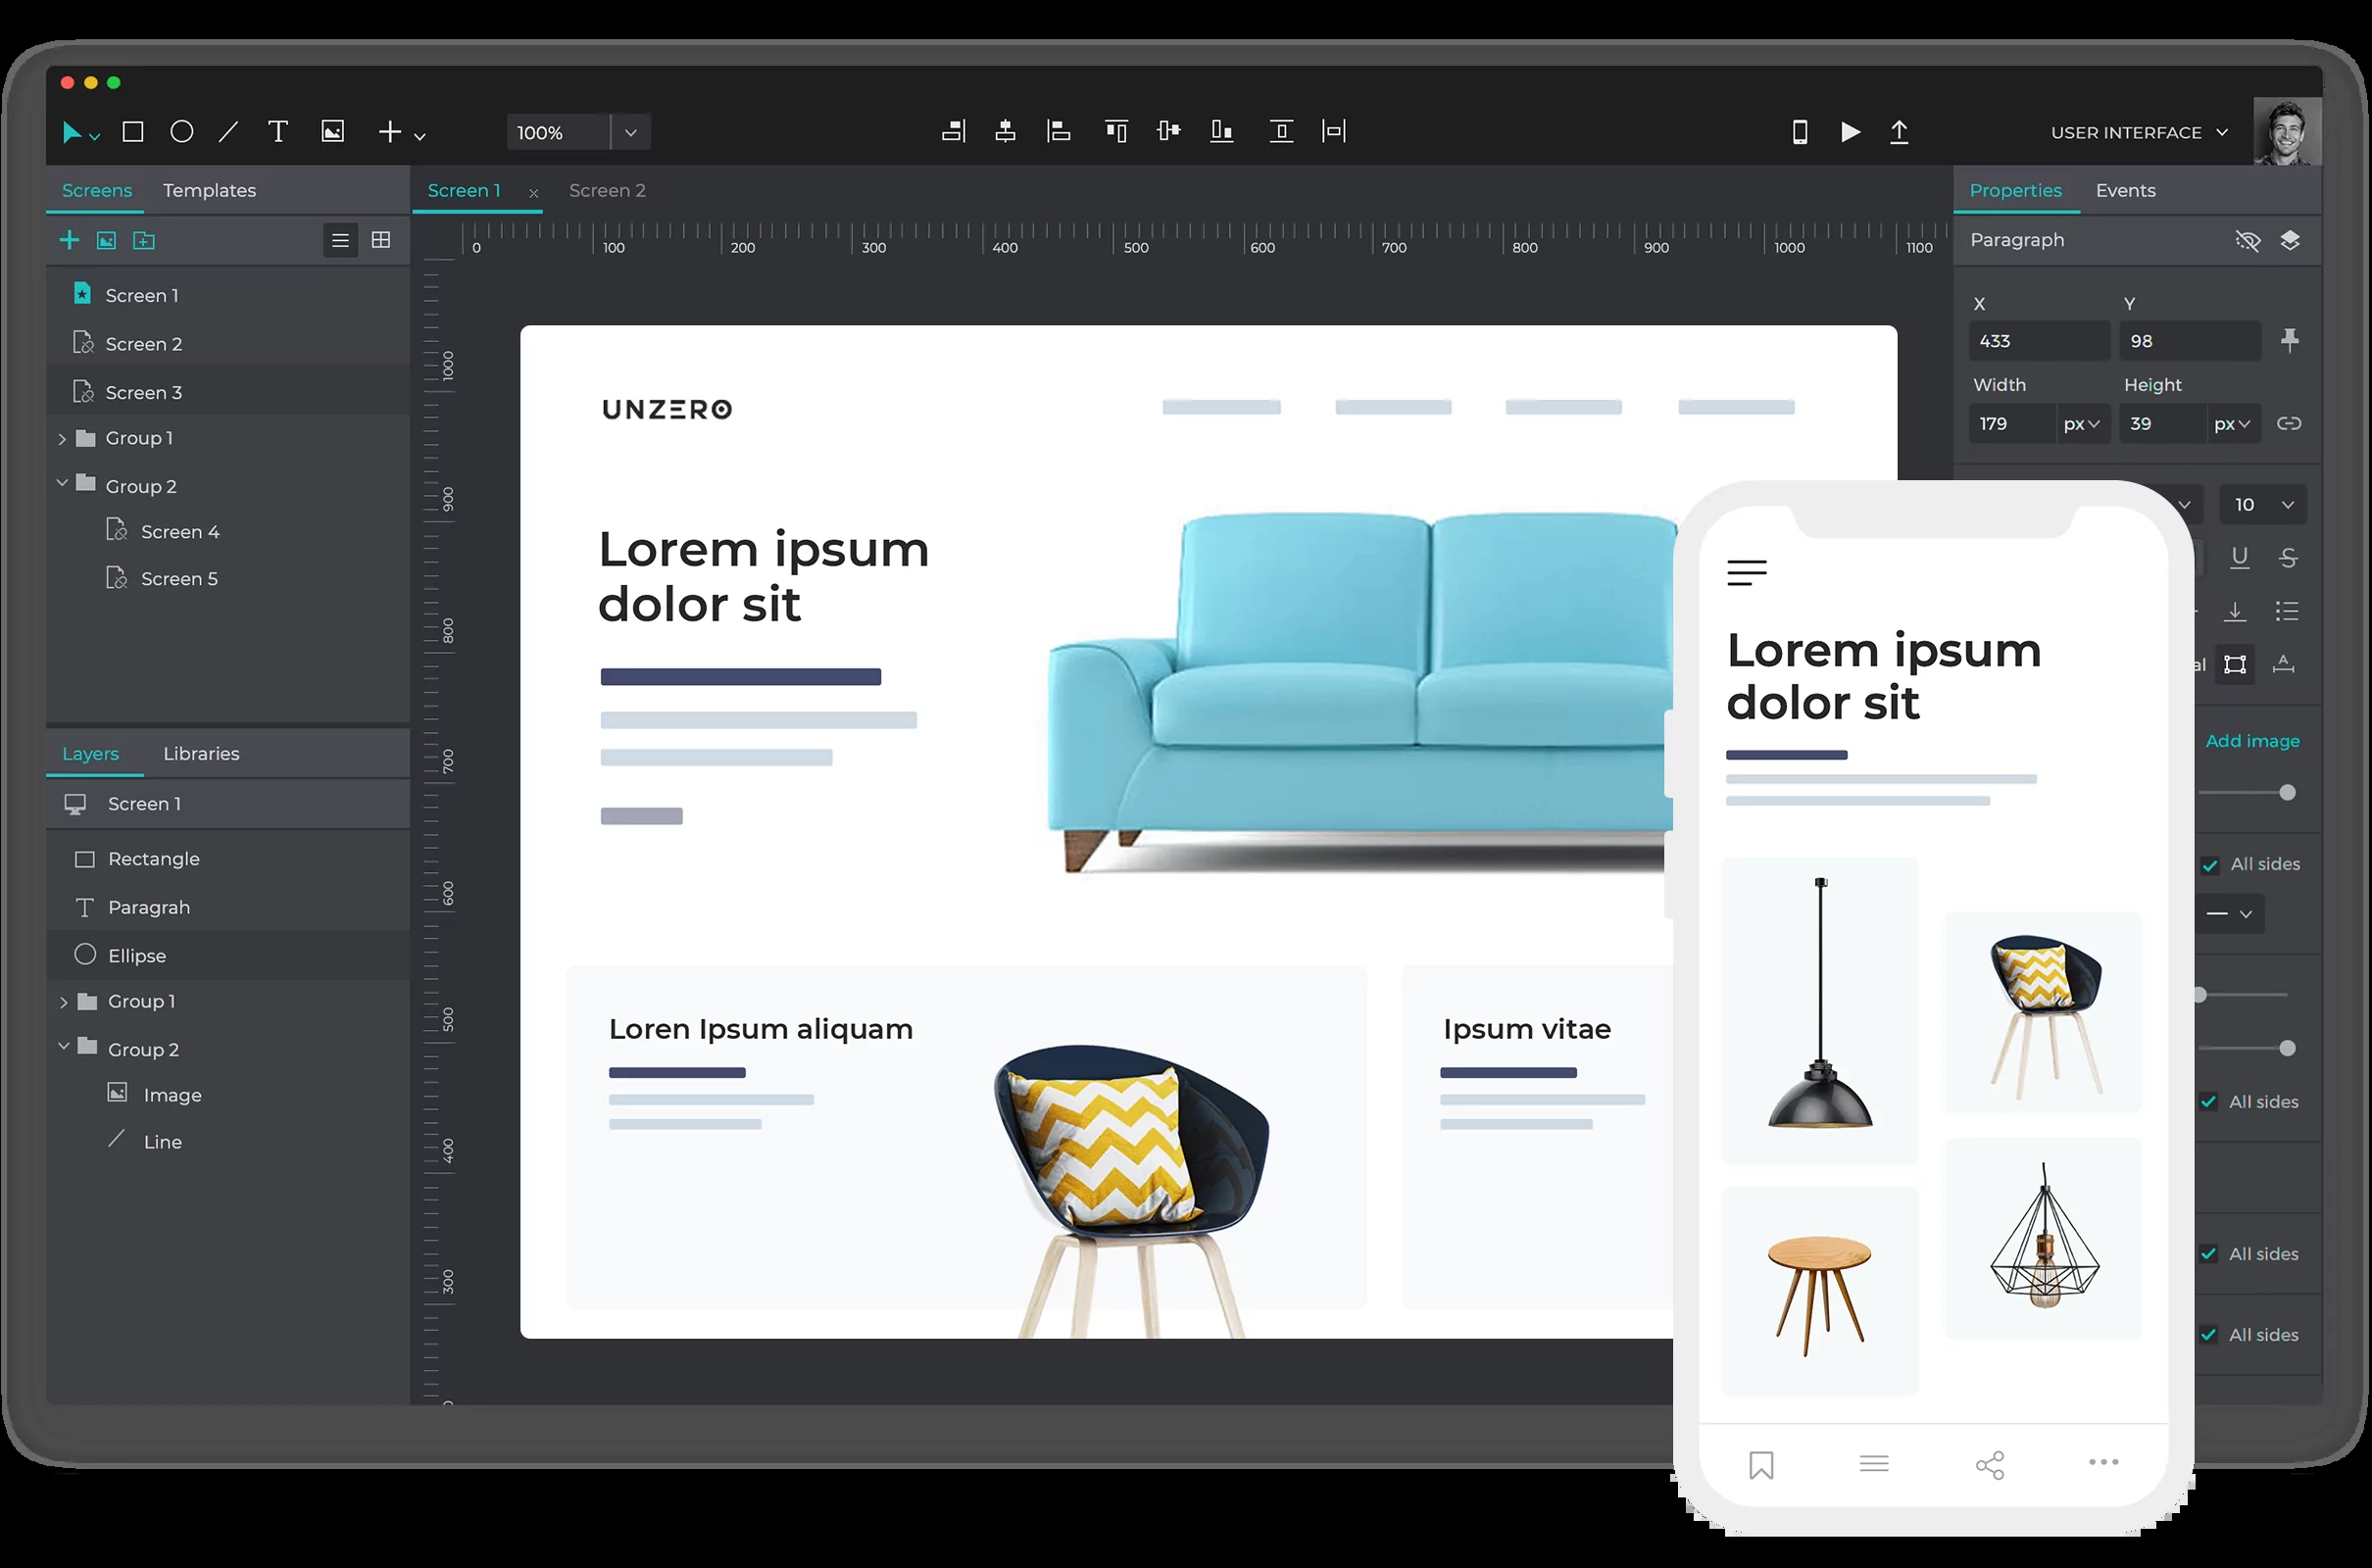 100%
USER INTERFACE
Screens Templates
Screen 1 x Screen 2
Properties Events
0 100 200 300 400 500 600 700 800 900 1000 1100
Paragraph
Screen 1
Screen 2
Screen 3
Group 1
Group 2
Screen 4
Screen 5
Layers Libraries
Screen 1
Rectangle
Paragrah
Ellipse
Group 1
Group 2
Image
Line
1000
900
800
700
600
500
400
300
UNZERO
Lorem ipsum
dolor sit
Loren Ipsum aliquam
Ipsum vitae
Lorem ipsum
dolor sit
X Y
433 98
Width Height
179 px 39 px
10
U S
al A
Add image
All sides
All sides
All sides
All sides